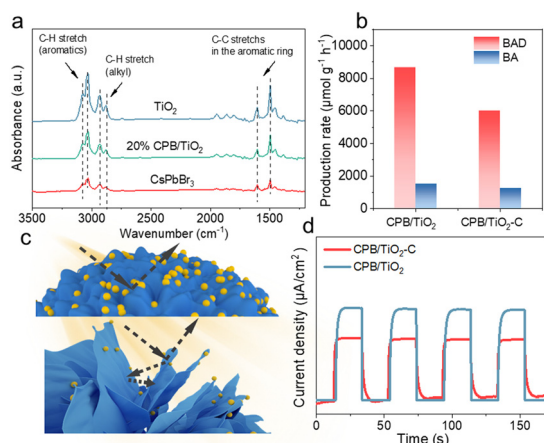 a
C-H stretch
(aromatics)
C-H stretch
(alkyl)
C-C stretchs
in the aromatic ring
TiO₂
20% CPB/TiO₂
CsPbBr₃
Absorbance (a.u.)
3500 3000 2500 2000 1500
Wavenumber (cm⁻¹)
b
BAD
BA
Production rate (μmol g⁻¹ h⁻¹)
10000
8000
6000
4000
2000
0
CPB/TiO₂ CPB/TiO₂-C
c
d
CPB/TiO₂-C
CPB/TiO₂
Current density (μA/cm²)
0 50 100 150
Time (s)